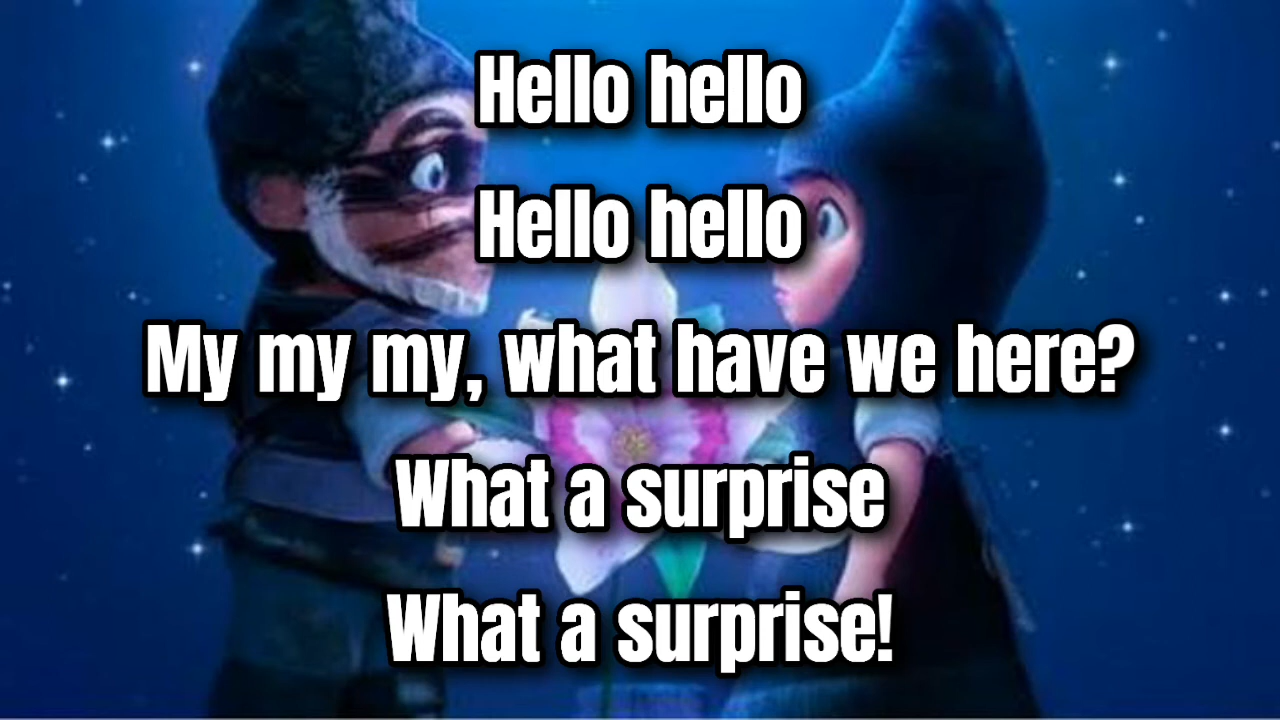 Hello hello
Hello hello
My my my, what have we here?
What a surprise
What a surprise!